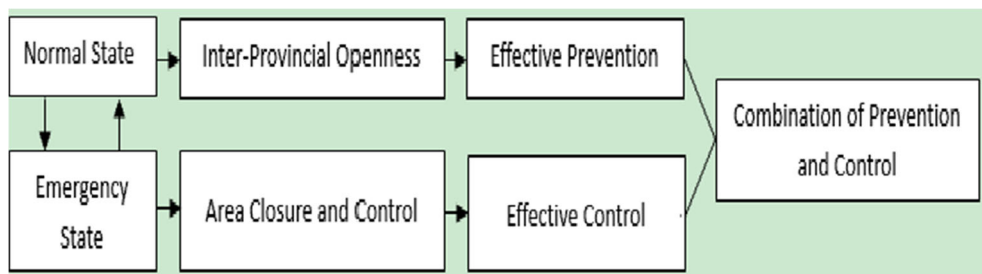 Normal State
Inter-Provincial Openness
Effective Prevention
Combination of Prevention
and Control
Emergency
State
Area Closure and Control
Effective Control